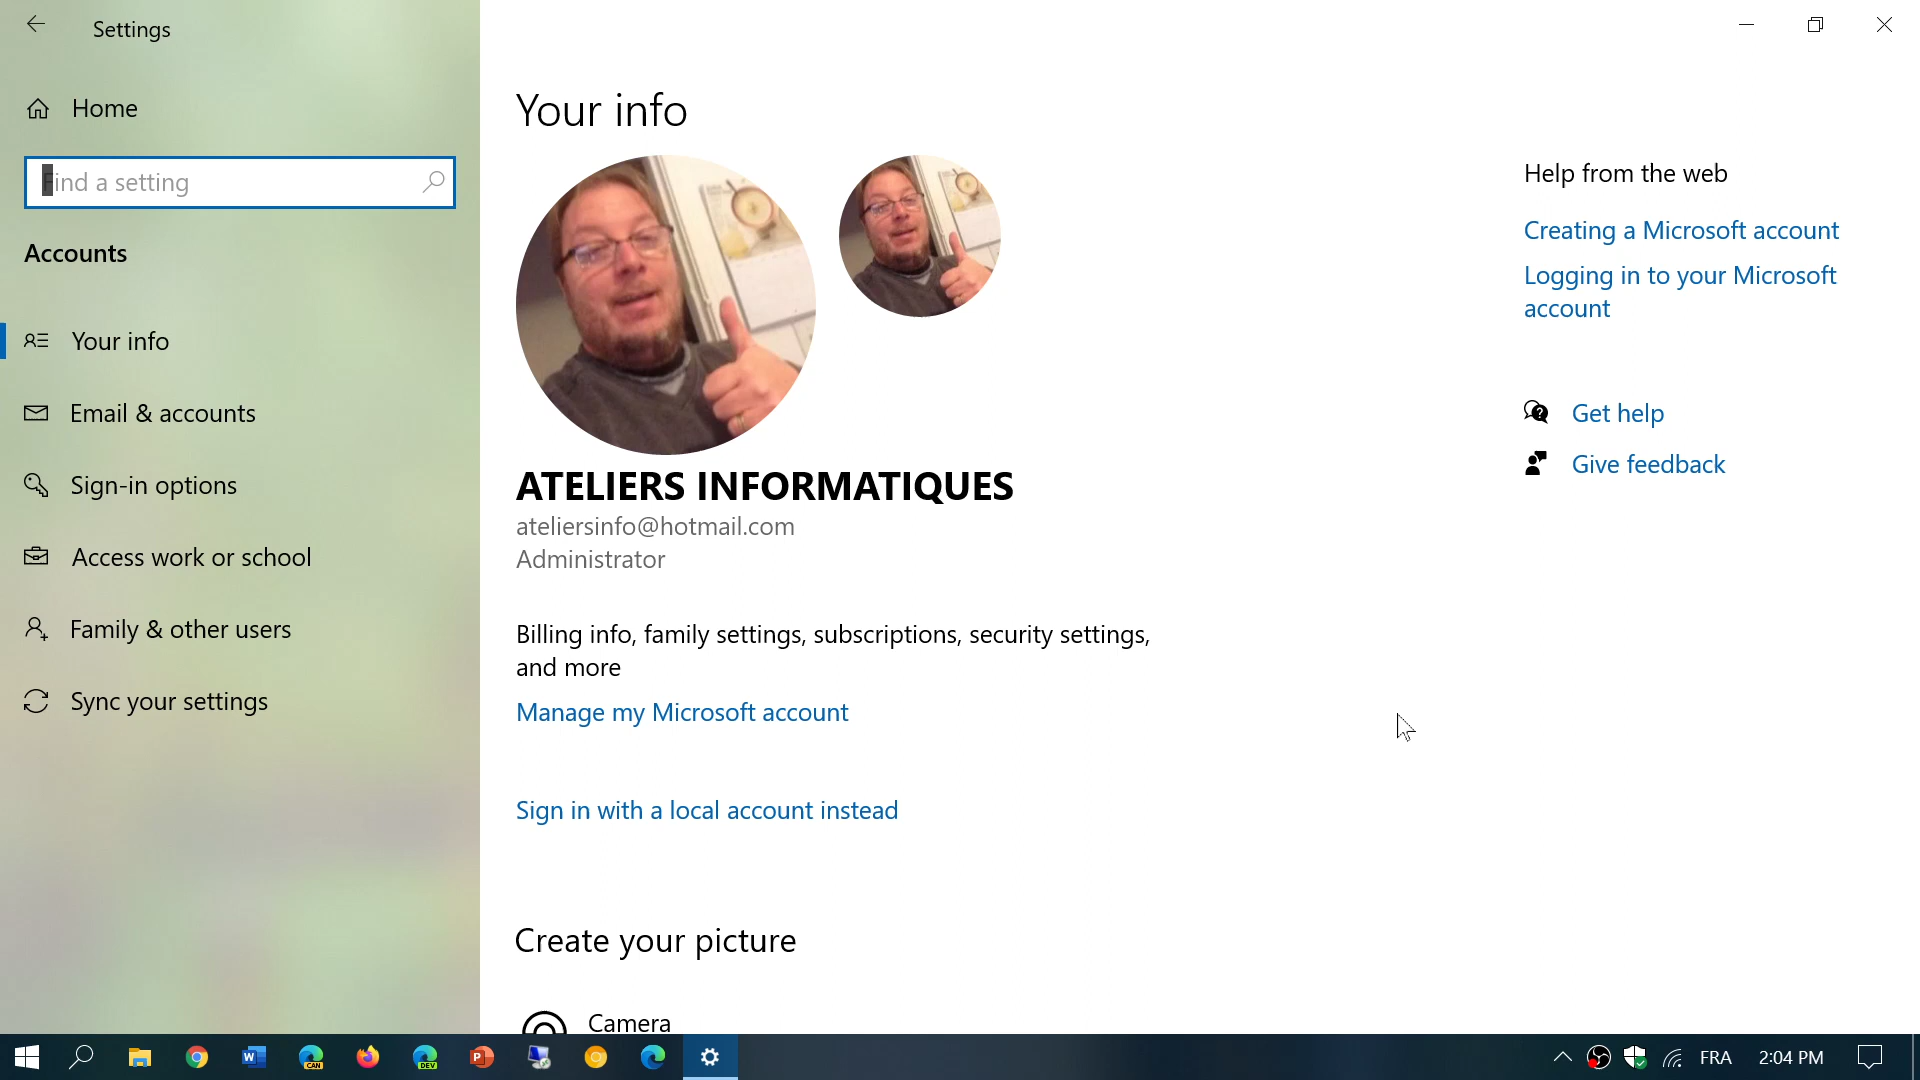 Settings
Home
Find a setting
Accounts
Your info
Email & accounts
Sign-in options
Access work or school
Family & other users
Sync your settings
Your info
ATELIERS INFORMATIQUES
ateliersinfo@hotmail.com
Administrator
Billing info, family settings, subscriptions, security settings,
and more
Manage my Microsoft account
Sign in with a local account instead
Create your picture
Camera
Help from the web
Creating a Microsoft account
Logging in to your Microsoft
account
Get help
Give feedback
W
CAN
DEV
P
FRA
2:04 PM